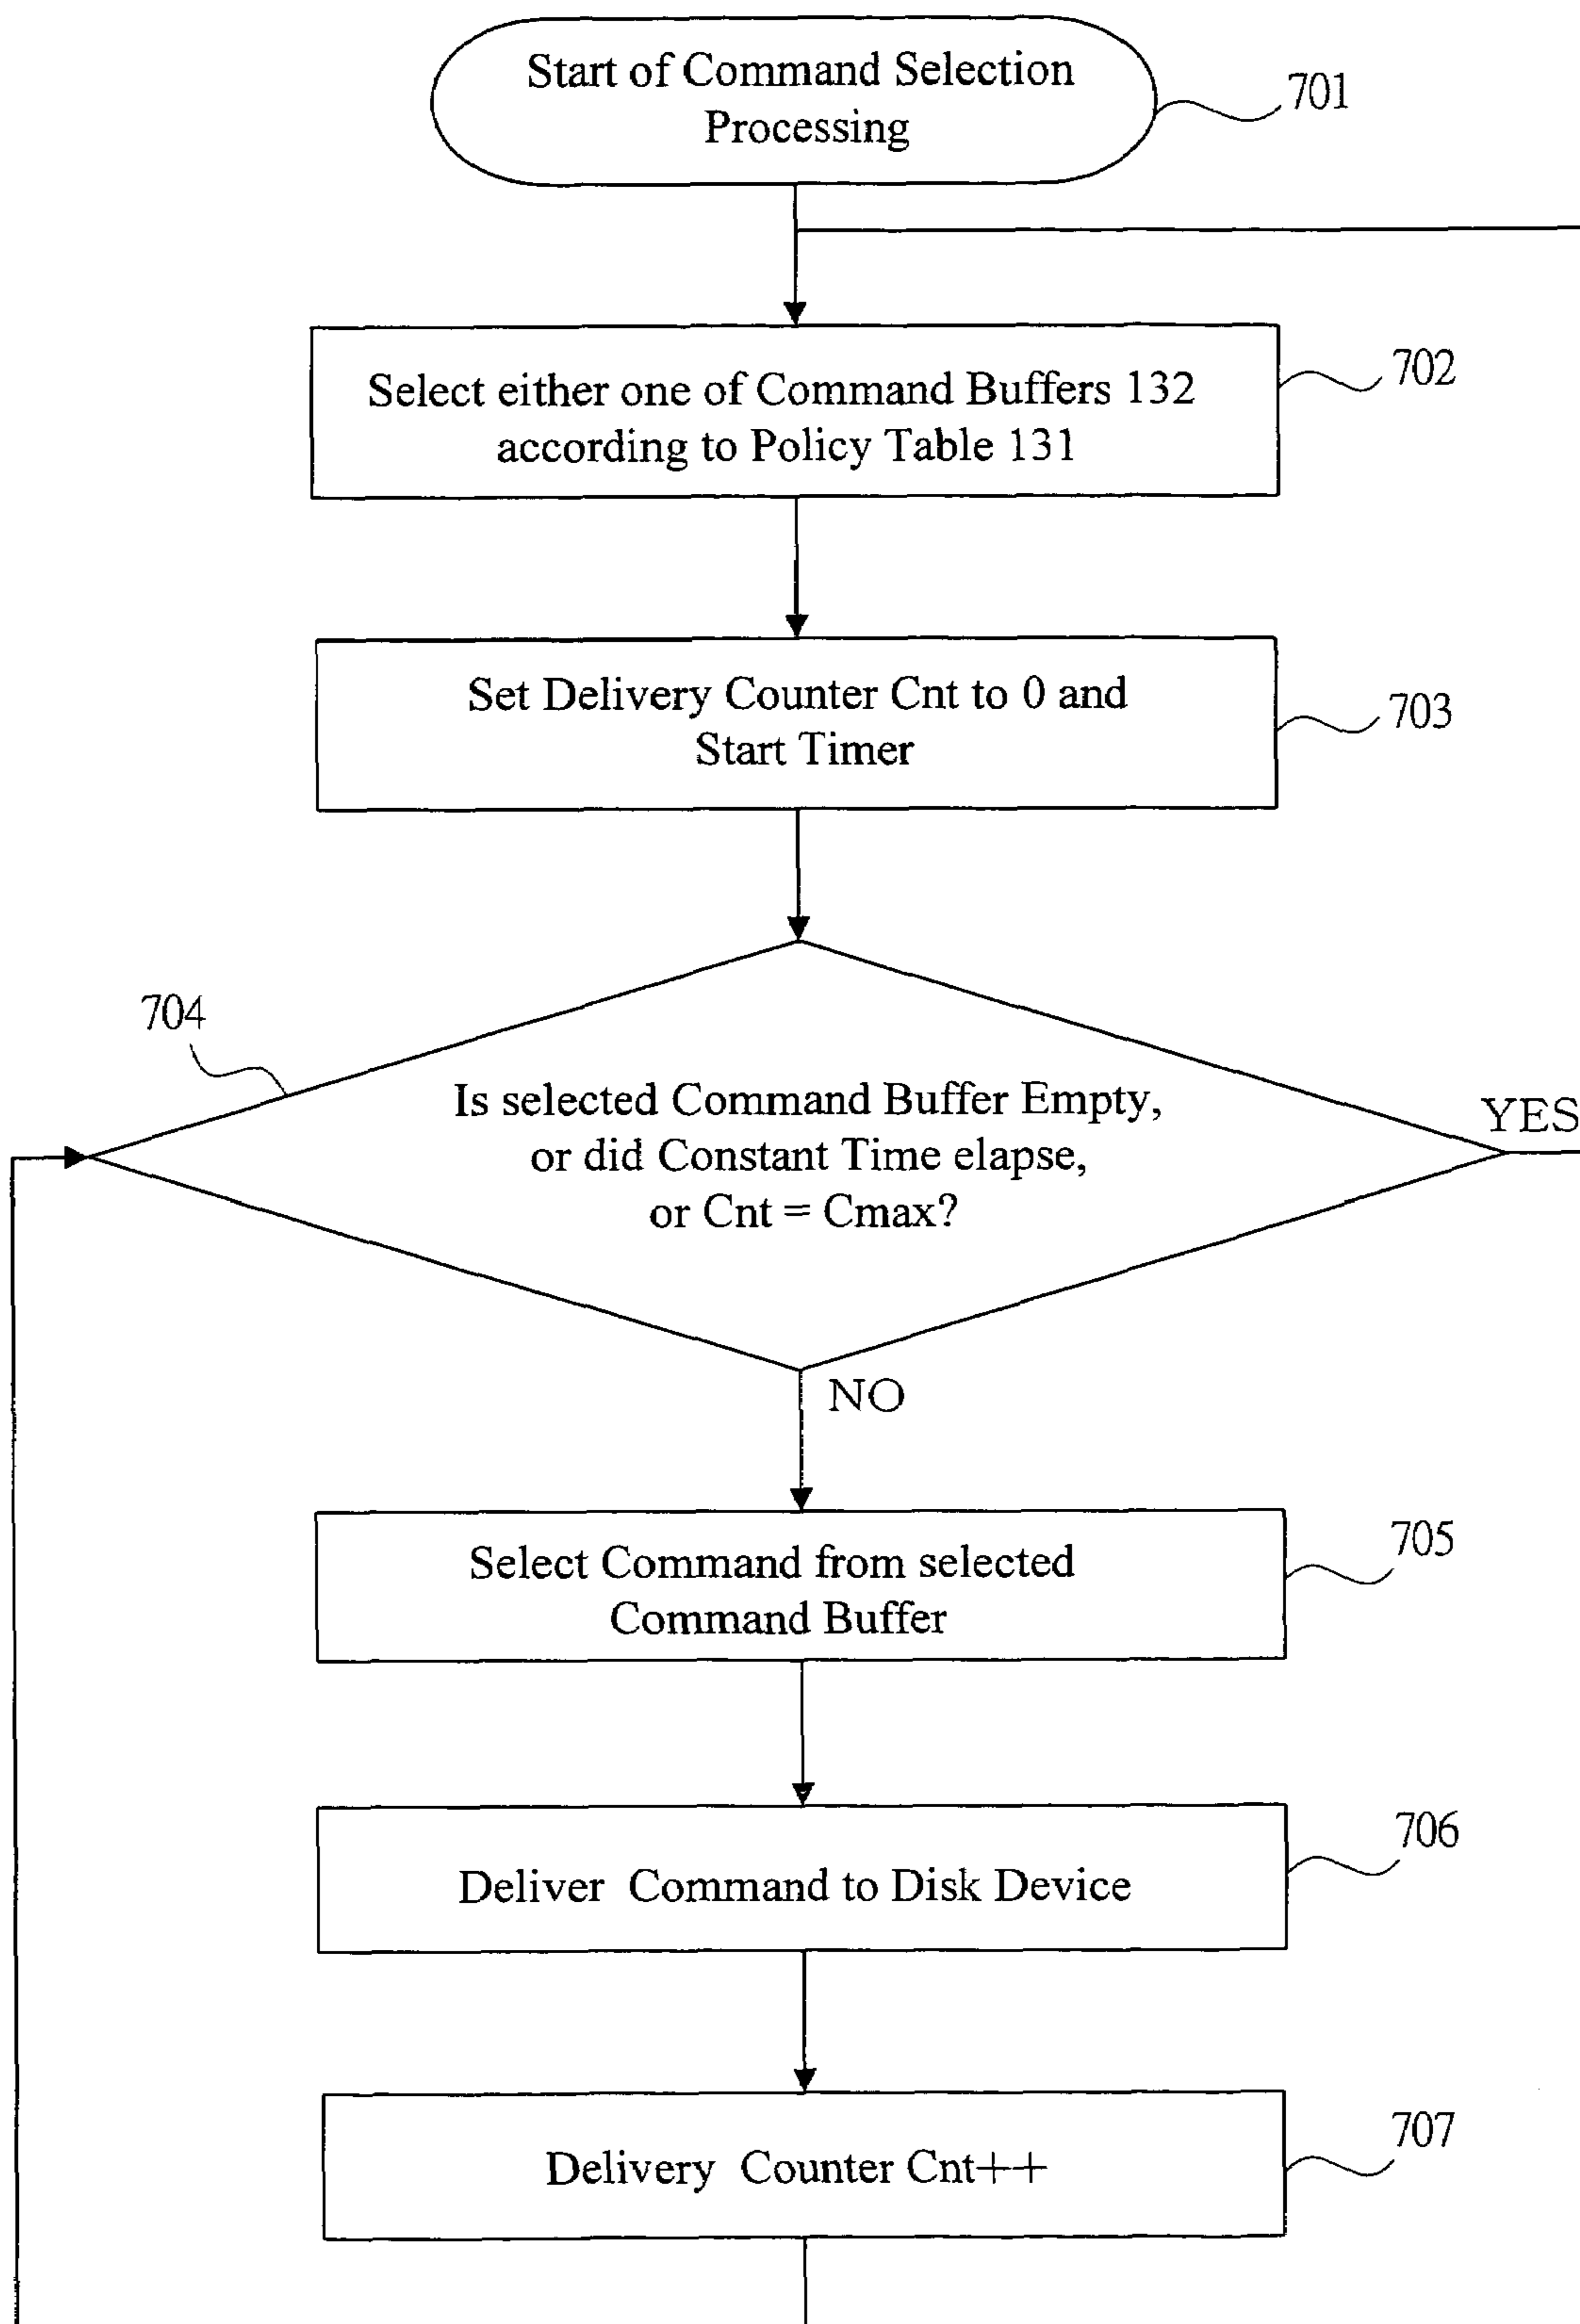 Start of Command Selection
Processing
701
Select either one of Command Buffers 132
according to Policy Table 131
702
Set Delivery Counter Cnt to 0 and
Start Timer
703
704
Is selected Command Buffer Empty,
or did Constant Time elapse,
or Cnt = Cmax?
YES
NO
Select Command from selected
Command Buffer
705
Deliver Command to Disk Device
706
Delivery Counter Cnt++
707